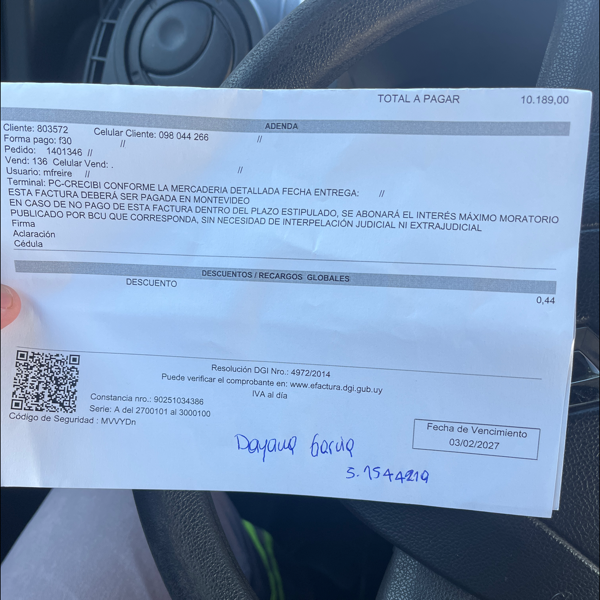 TOTAL A PAGAR 10.189,00
ADENDA
Cliente: 803572 Celular Cliente: 098 044 266 //
Forma pago: f30 //
Pedido: 1401346 //
Vend: 136 Celular Vend: . //
Usuario: mfreire //
Terminal: PC-CRECIBI CONFORME LA MERCADERIA DETALLADA FECHA ENTREGA: //
ESTA FACTURA DEBERÁ SER PAGADA EN MONTEVIDEO
EN CASO DE NO PAGO DE ESTA FACTURA DENTRO DEL PLAZO ESTIPULADO, SE ABONARÁ EL INTERÉS MÁXIMO MORATORIO
PUBLICADO POR BCU QUE CORRESPONDA, SIN NECESIDAD DE INTERPELACIÓN JUDICIAL NI EXTRAJUDICIAL
Firma
Aclaración
Cédula
DESCUENTOS / RECARGOS GLOBALES
DESCUENTO 0,44
Resolución DGI Nro.: 4972/2014
Puede verificar el comprobante en: www.efactura.dgi.gub.uy
IVA al día
Constancia nro.: 90251034386
Serie: A del 2700101 al 3000100
Código de Seguridad : MVVYDn
Fecha de Vencimiento
03/02/2027
Dayana Garcia
5.1544219